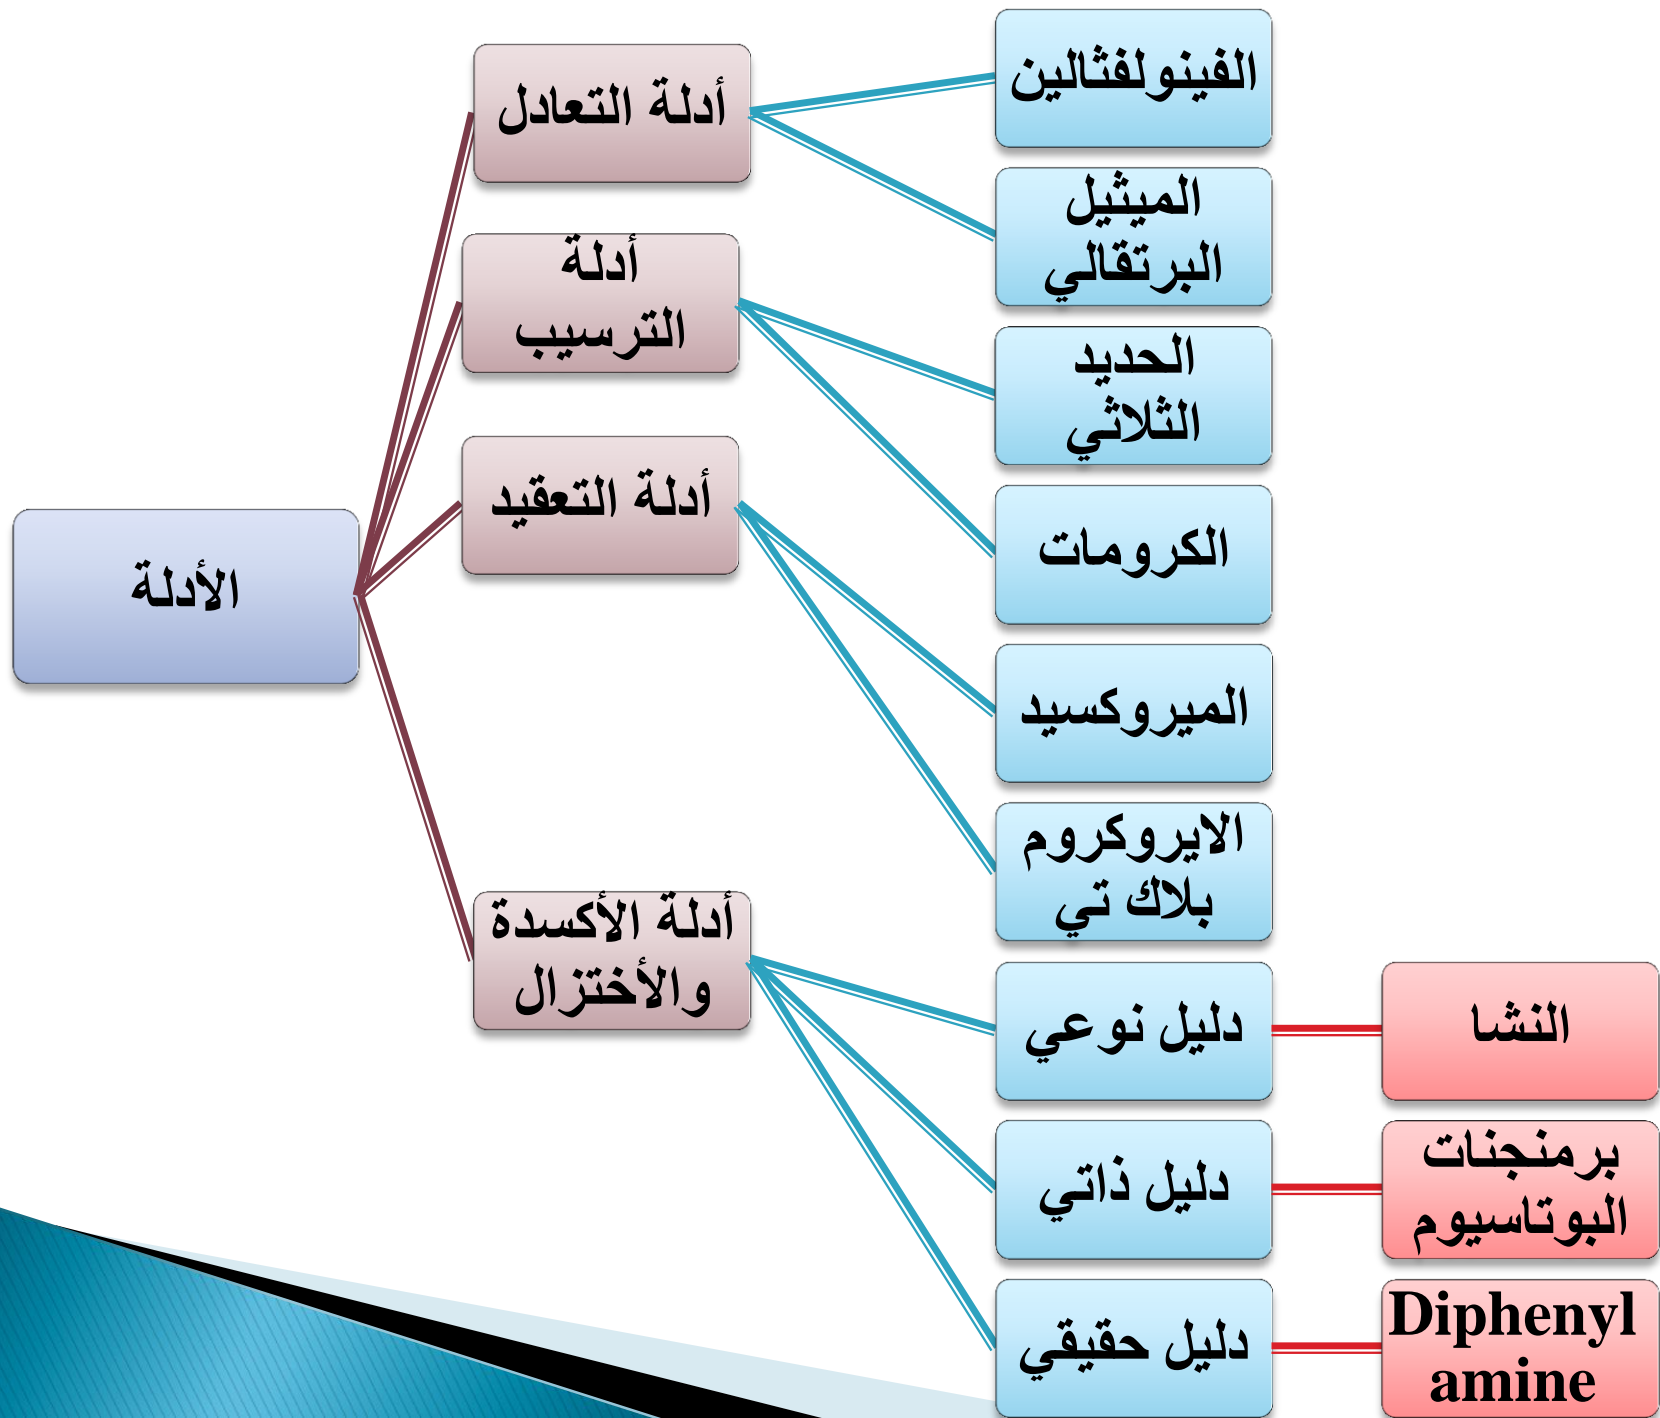 الأدلة
أدلة التعادل
الفينولفثالين
الميثيل
البرتقالي
أدلة
الترسيب
الحديد
الثلاثي
الكرومات
أدلة التعقيد
الميروكسيد
الايروكروم
بلاك تي
أدلة الأكسدة
والأختزال
دليل نوعي
النشا
دليل ذاتي
برمنجنات
البوتاسيوم
دليل حقيقي
Diphenyl
amine